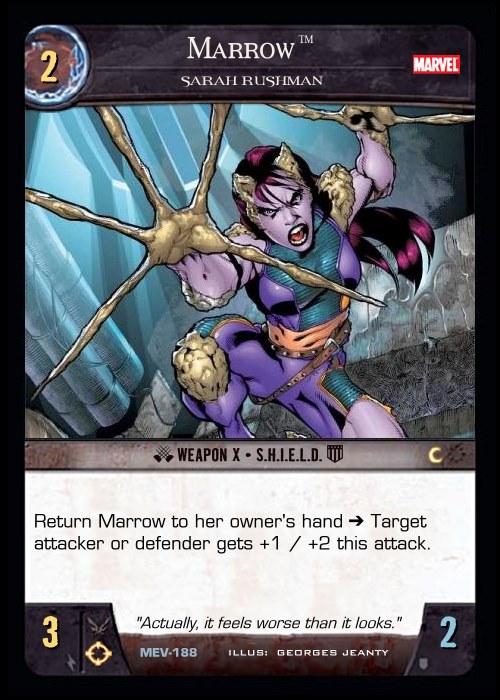 2
MARROW™
SARAH RUSHMAN
MARVEL
WEAPON X • S.H.I.E.L.D.
C
Return Marrow to her owner's hand ➔ Target
attacker or defender gets +1 / +2 this attack.
"Actually, it feels worse than it looks."
3
MEV-188 ILLUS: GEORGES JEANTY
2